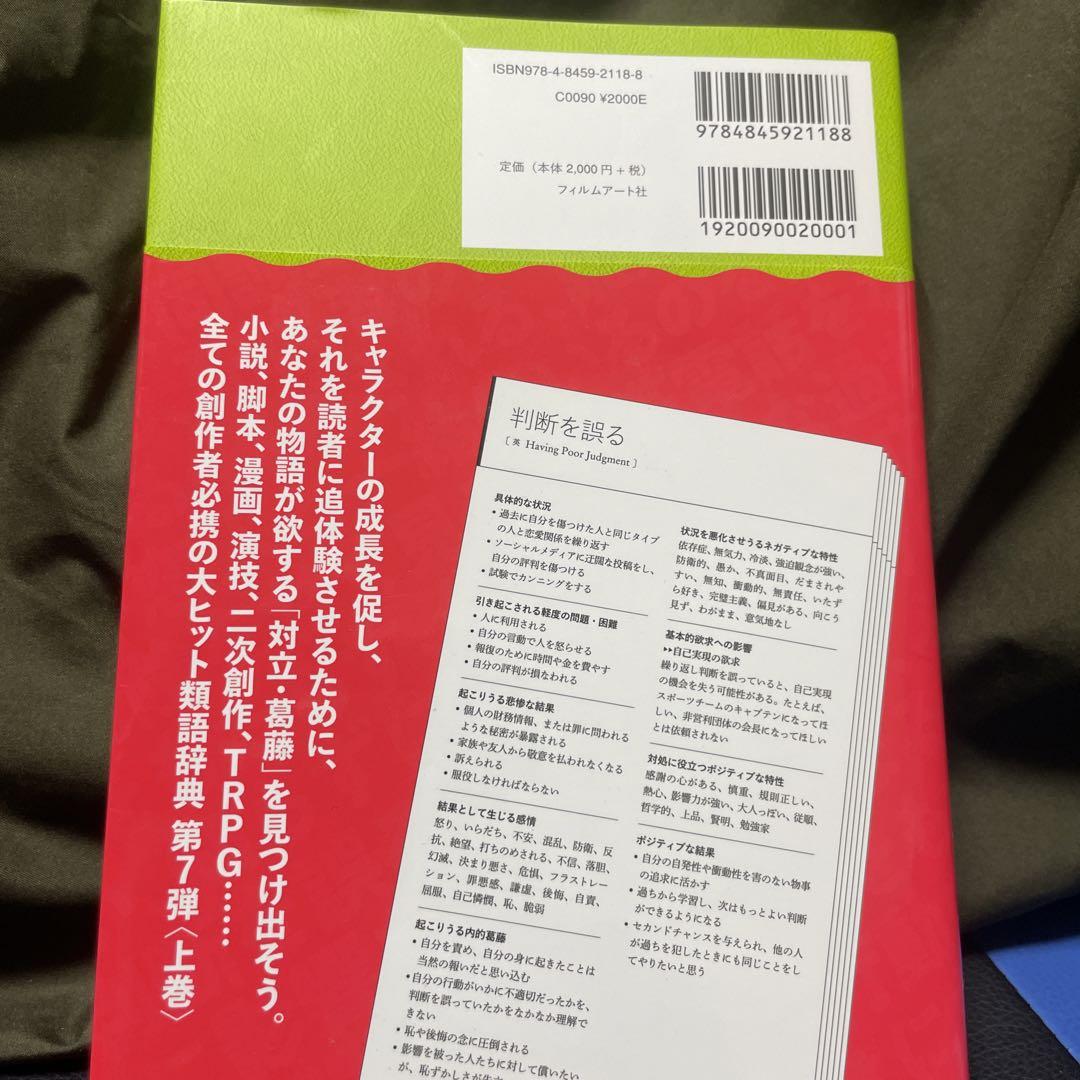 ISBN978-4-8459-2118-8
C0090 ¥2000E
定価（本体 2,000 円 + 税）
フィルムアート社
9784845921188
1920090020001
キャラクターの成長を促し、
それを読者に追体験させるために、
あなたの物語が欲する「対立・葛藤」を見つけ出そう。
小説、脚本、漫画、演技、二次創作、TRPG……
全ての創作者必携の大ヒット類語辞典 第7弾〈上巻〉
判断を誤る
［英 Having Poor Judgment］
具体的な状況
• 過去に自分を傷つけた人と同じタイプ
の人と恋愛関係を繰り返す
• ソーシャルメディアに迂闊な投稿をし、
自分の評判を傷つける
• 試験でカンニングをする
引き起こされる軽度の問題・困難
• 人に利用される
• 自分の言動で人を怒らせる
• 報復のために時間や金を費やす
• 自分の評判が損なわれる
起こりうる悲惨な結果
• 個人の財務情報、または罪に問われる
ような秘密が暴露される
• 家族や友人から敬意を払われなくなる
• 訴えられる
• 服役しなければならない
結果として生じる感情
怒り、いらだち、不安、混乱、防衛、反
抗、絶望、打ちのめされる、不信、落胆、
幻滅、決まり悪さ、危惧、フラストレー
ション、罪悪感、謙虚、後悔、自責、
屈服、自己憐憫、恥、脆弱
起こりうる内的葛藤
• 自分を責め、自分の身に起きたことは
当然の報いだと思い込む
• 自分の行動がいかに不適切だったかを、
判断を誤っていたかをなかなか理解で
きない
• 恥や後悔の念に圧倒される
• 影響を被った人たちに対して償いたい
が、恥ずかしさが
状況を悪化させうるネガティブな特性
依存症、無気力、冷淡、強迫観念が強い、
防衛的、愚か、不真面目、だまされや
すい、無知、衝動的、無責任、いたず
ら好き、完璧主義、偏見がある、向こう
見ず、わがまま、意気地なし
基本的欲求への影響
▸▸自己実現の欲求
繰り返し判断を誤っていると、自己実現
の機会を失う可能性がある。たとえば、
スポーツチームのキャプテンになってほ
しい、非営利団体の会長になってほしい
とは依頼されない
対処に役立つポジティブな特性
感謝の心がある、慎重、規則正しい、
熱心、影響力が強い、大人っぽい、従順、
哲学的、上品、賢明、勉強家
ポジティブな結果
• 自分の自発性や衝動性を害のない物事
の追求に活かす
• 過ちから学習し、次はもっとよい判断
ができるようになる
• セカンドチャンスを与えられ、他の人
が過ちを犯したときにも同じことをし
てやりたいと思う